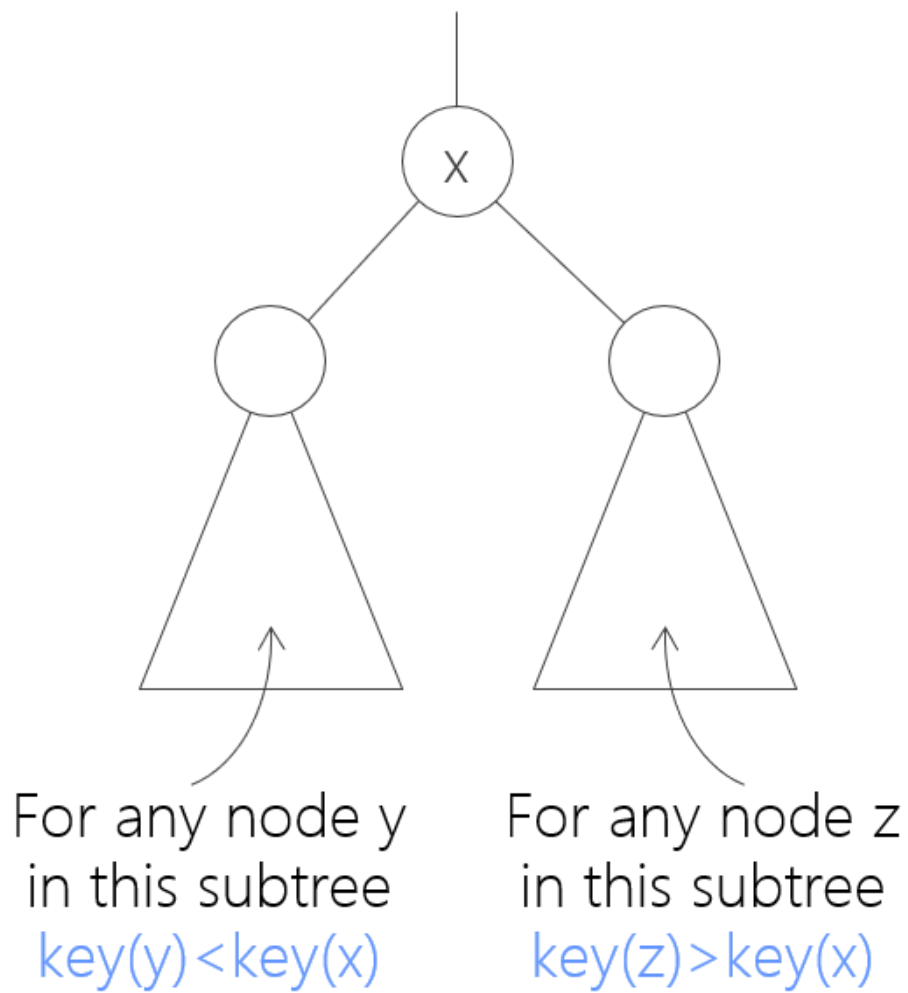 X
For any node y
in this subtree
key(y)<key(x)
For any node z
in this subtree
key(z)>key(x)